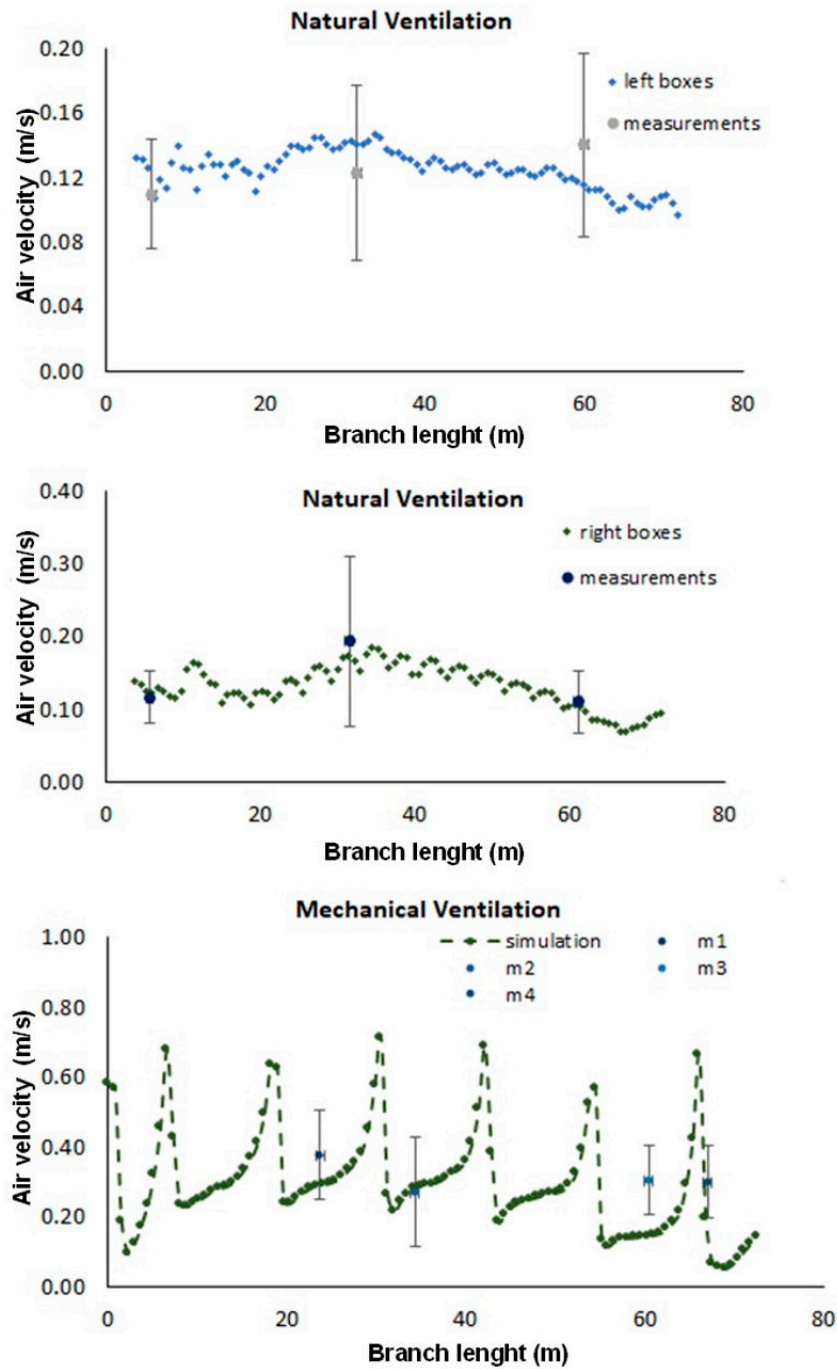 Natural Ventilation
0.20
0.16
0.12
0.08
0.04
0.00
Air velocity (m/s)
left boxes
measurements
0 20 40 60 80
Branch lenght (m)
Natural Ventilation
0.40
0.30
0.20
0.10
0.00
Air velocity (m/s)
right boxes
measurements
0 20 40 60 80
Branch lenght (m)
Mechanical Ventilation
1.00
0.80
0.60
0.40
0.20
0.00
Air velocity (m/s)
simulation m1
m2 m3
m4
0 20 40 60 80
Branch lenght (m)